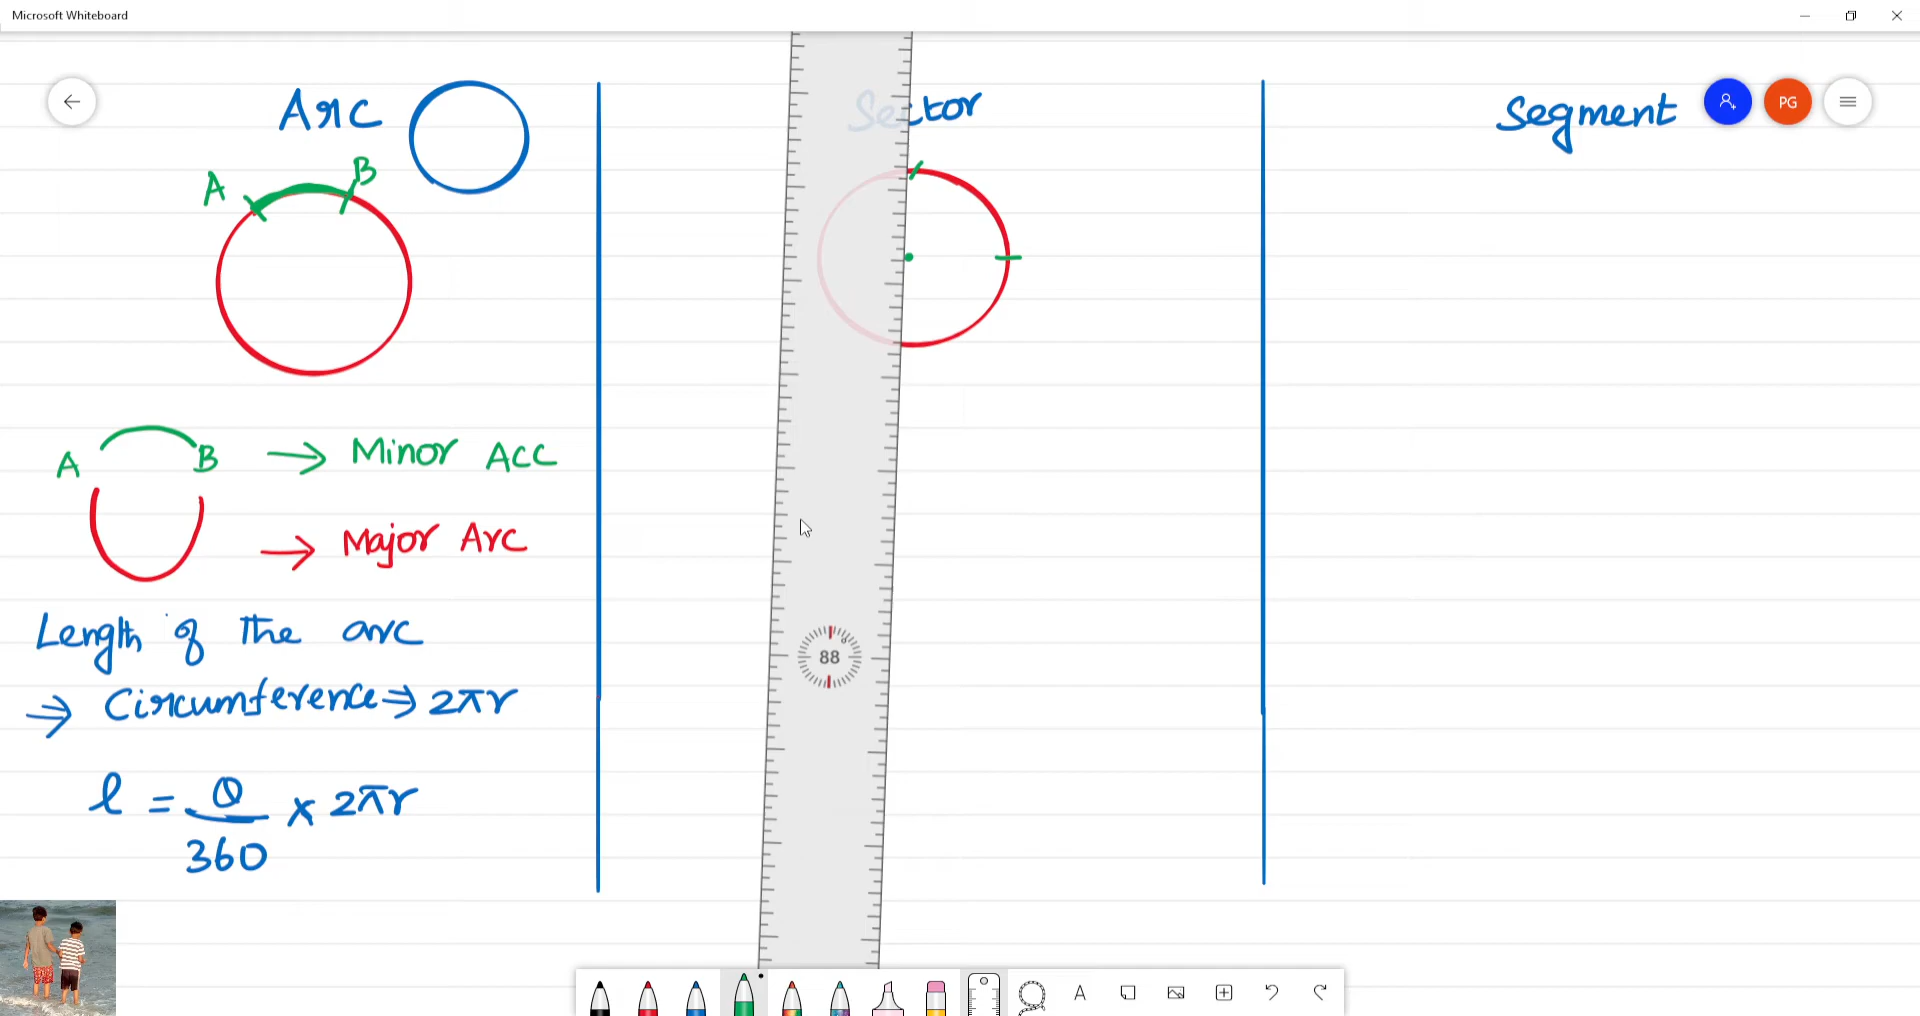 Microsoft Whiteboard
Arc
Sector
Segment
PG
A
B
A B → Minor Acc
→ Major Arc
Length of the arc
⇒ Circumference ⇒ 2πr
l = θ/360 × 2πr
88
A